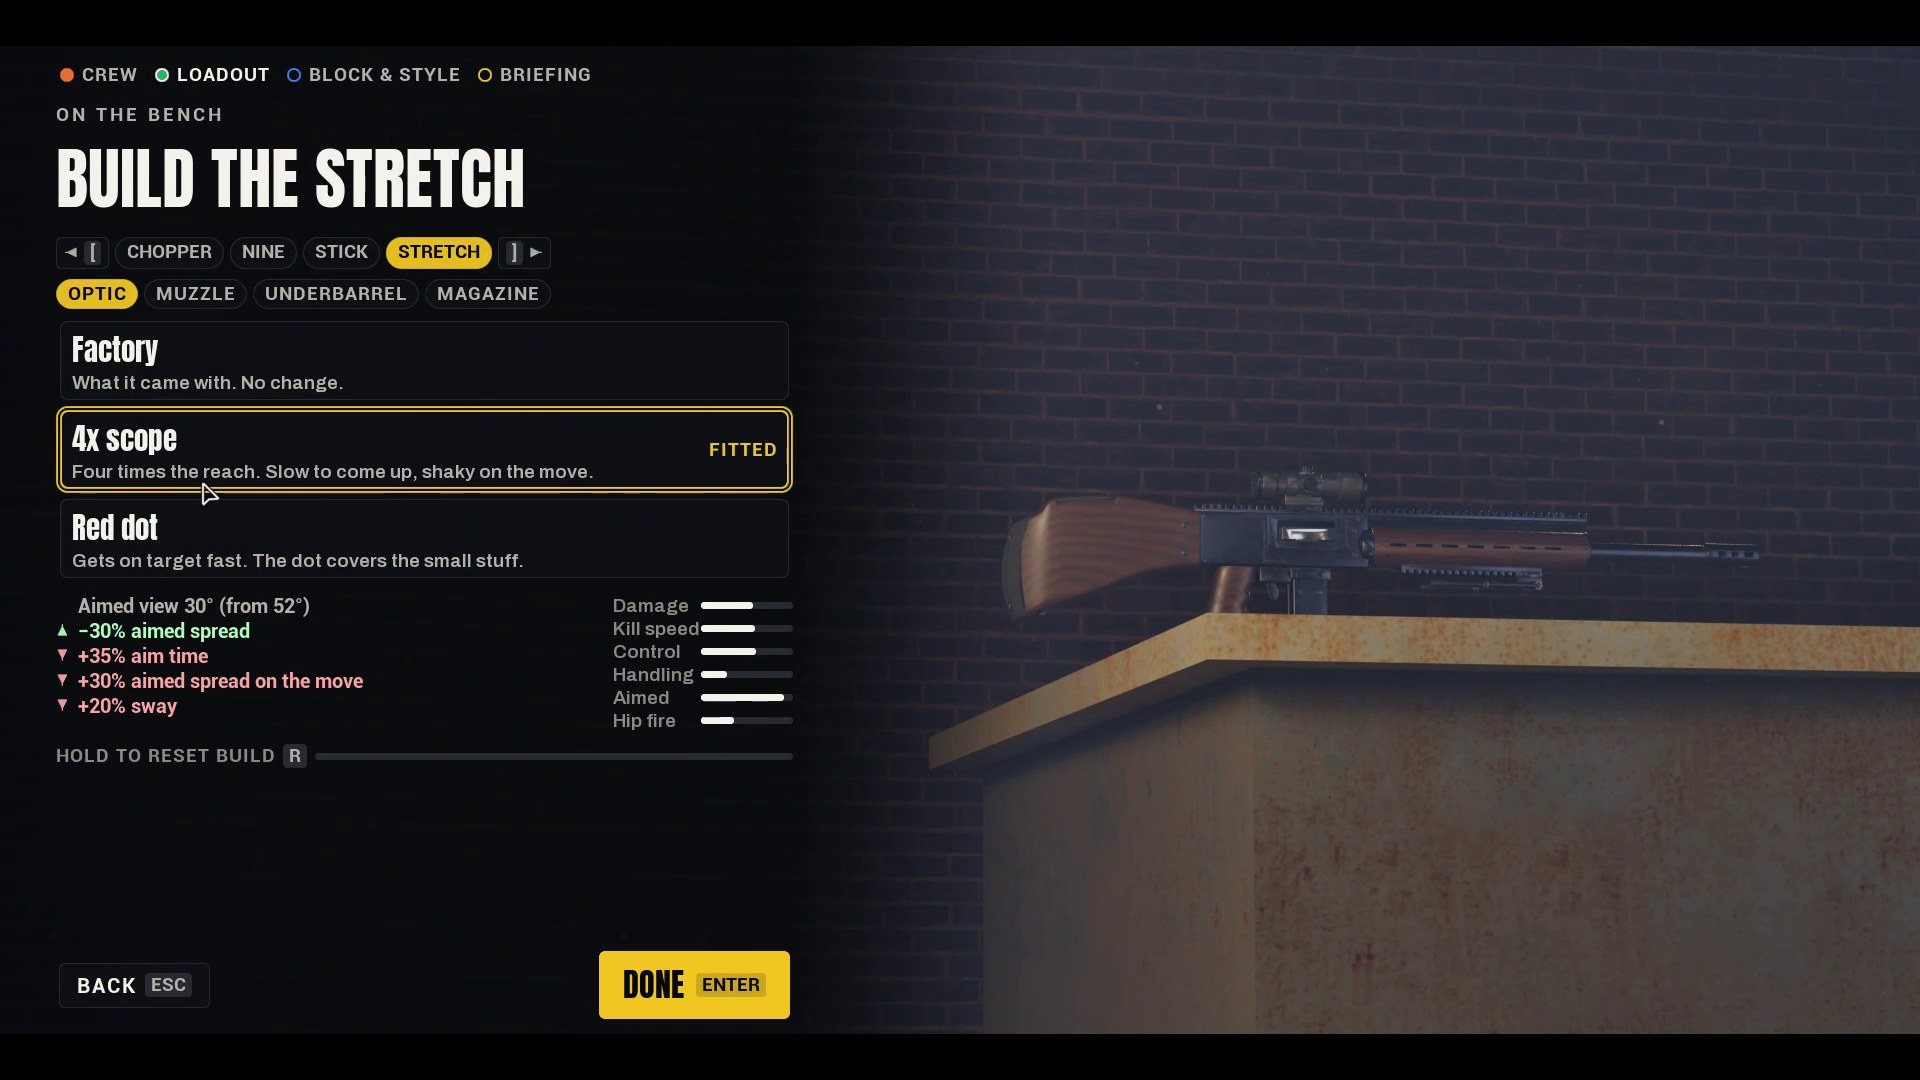 CREW LOADOUT BLOCK & STYLE BRIEFING
ON THE BENCH
BUILD THE STRETCH
◄ [ CHOPPER NINE STICK STRETCH ] ►
OPTIC MUZZLE UNDERBARREL MAGAZINE
Factory
What it came with. No change.
4x scope
FITTED
Four times the reach. Slow to come up, shaky on the move.
Red dot
Gets on target fast. The dot covers the small stuff.
Aimed view 30° (from 52°)
▲ −30% aimed spread
▼ +35% aim time
▼ +30% aimed spread on the move
▼ +20% sway
Damage
Kill speed
Control
Handling
Aimed
Hip fire
HOLD TO RESET BUILD R
BACK ESC
DONE ENTER